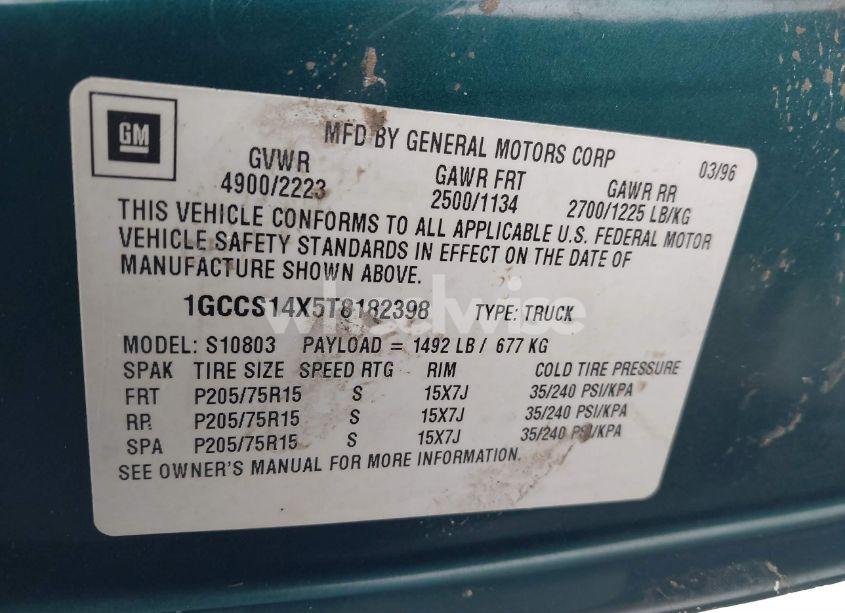 GM
MFD BY GENERAL MOTORS CORP 03/96
GVWR GAWR FRT GAWR RR
4900/2223 2500/1134 2700/1225 LB/KG
THIS VEHICLE CONFORMS TO ALL APPLICABLE U.S. FEDERAL MOTOR
VEHICLE SAFETY STANDARDS IN EFFECT ON THE DATE OF
MANUFACTURE SHOWN ABOVE.
1GCCS14X5T8182398 TYPE: TRUCK
wheelwise
MODEL: S10803 PAYLOAD = 1492 LB / 677 KG
SPAK TIRE SIZE SPEED RTG RIM COLD TIRE PRESSURE
FRT P205/75R15 S 15X7J 35/240 PSI/KPA
RR P205/75R15 S 15X7J 35/240 PSI/KPA
SPA P205/75R15 S 15X7J 35/240 PSI/KPA
SEE OWNER'S MANUAL FOR MORE INFORMATION.